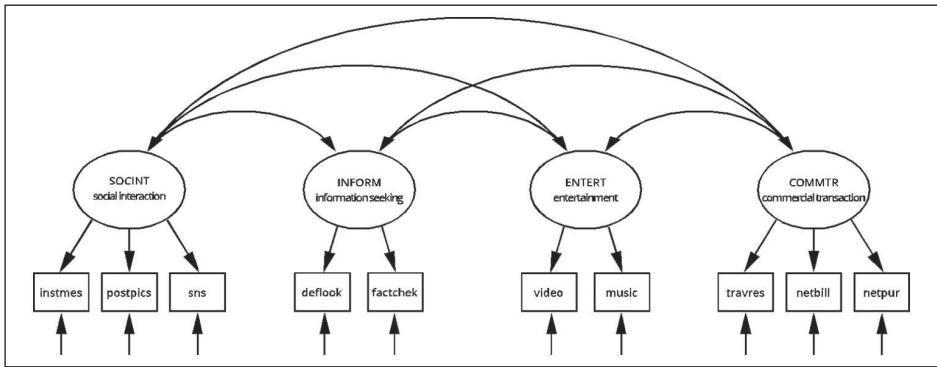 SOCINT
social interaction
INFORM
information seeking
ENTERT
entertainment
COMMTR
commercial transaction
instmes
postpics
sns
deflook
factchek
video
music
travres
netbill
netpur